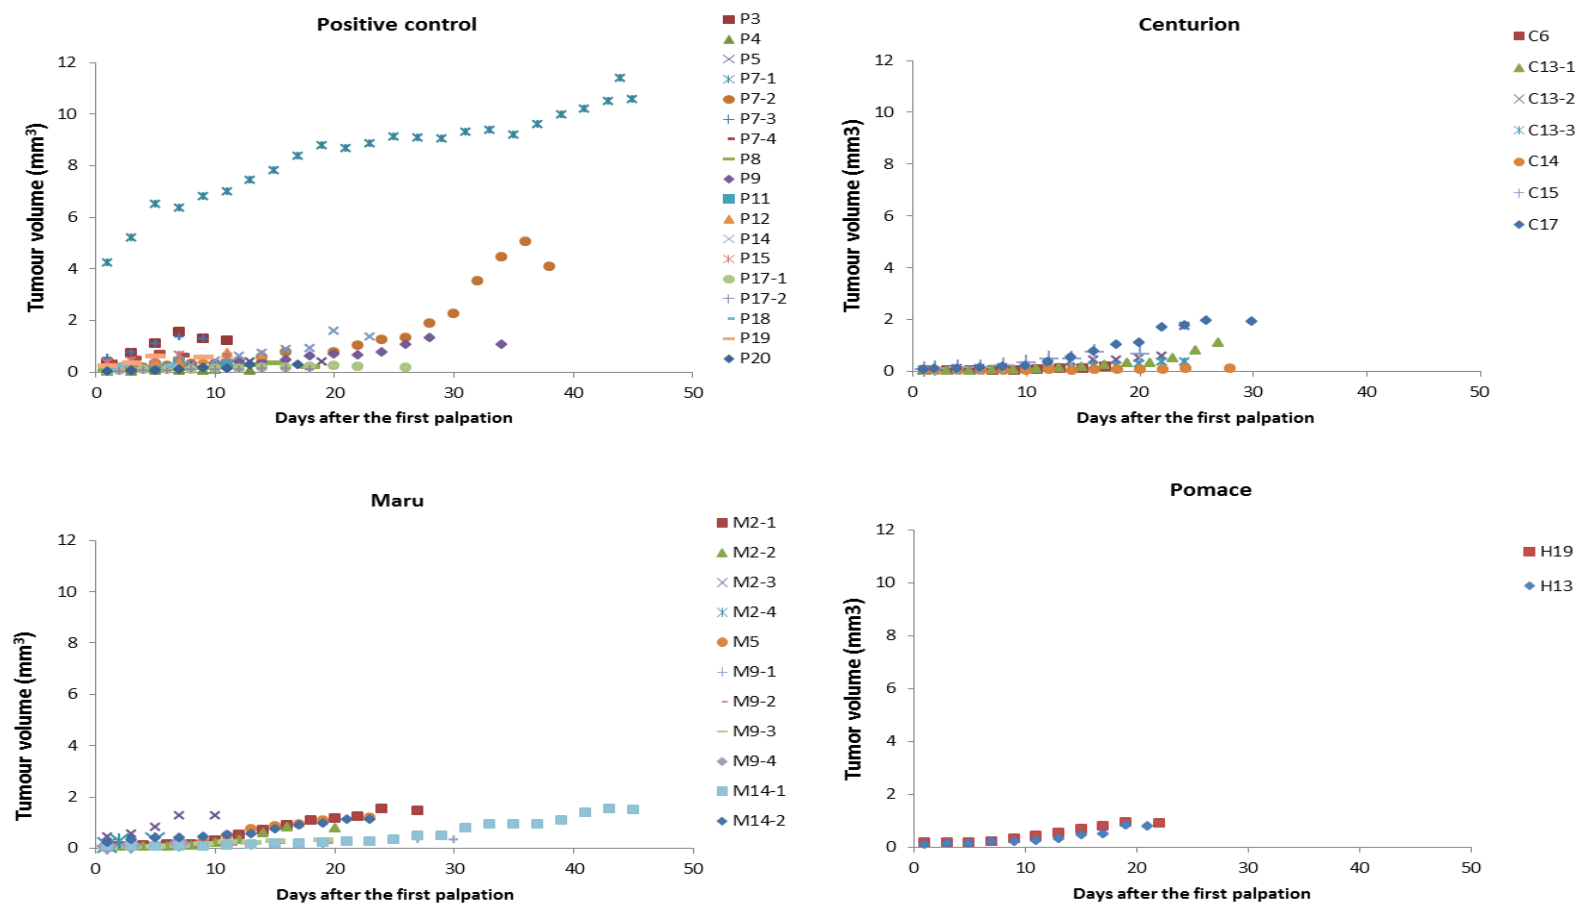 Positive control
Tumour volume (mm³)
12
10
8
6
4
2
0
0 10 20 30 40 50
Days after the first palpation
P3
P4
P5
P7-1
P7-2
P7-3
P7-4
P8
P9
P11
P12
P14
P15
P17-1
P17-2
P18
P19
P20
Centurion
Tumour volume (mm3)
12
10
8
6
4
2
0
0 10 20 30 40 50
Days after the first palpation
C6
C13-1
C13-2
C13-3
C14
C15
C17
Maru
Tumour volume (mm³)
12
10
8
6
4
2
0
0 10 20 30 40 50
Days after the first palpation
M2-1
M2-2
M2-3
M2-4
M5
M9-1
M9-2
M9-3
M9-4
M14-1
M14-2
Pomace
Tumor volume (mm3)
12
10
8
6
4
2
0
0 10 20 30 40 50
Days after the first palpation
H19
H13